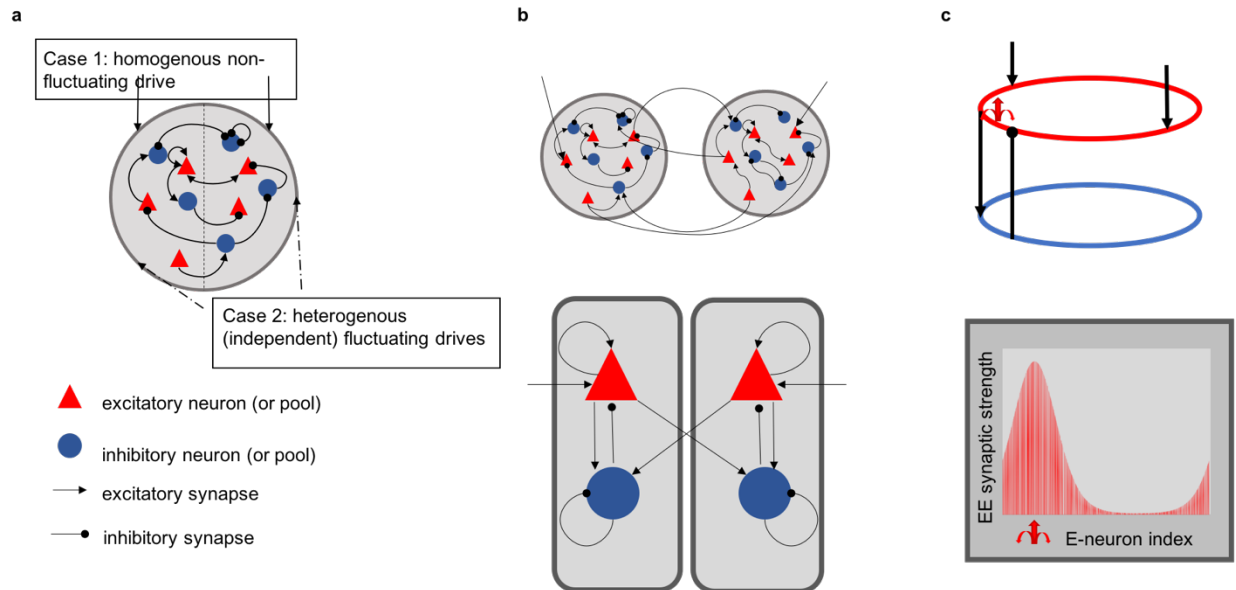 a
Case 1: homogenous non-
fluctuating drive
Case 2: heterogenous
(independent) fluctuating drives
excitatory neuron (or pool)
inhibitory neuron (or pool)
excitatory synapse
inhibitory synapse
b
c
EE synaptic strength
E-neuron index